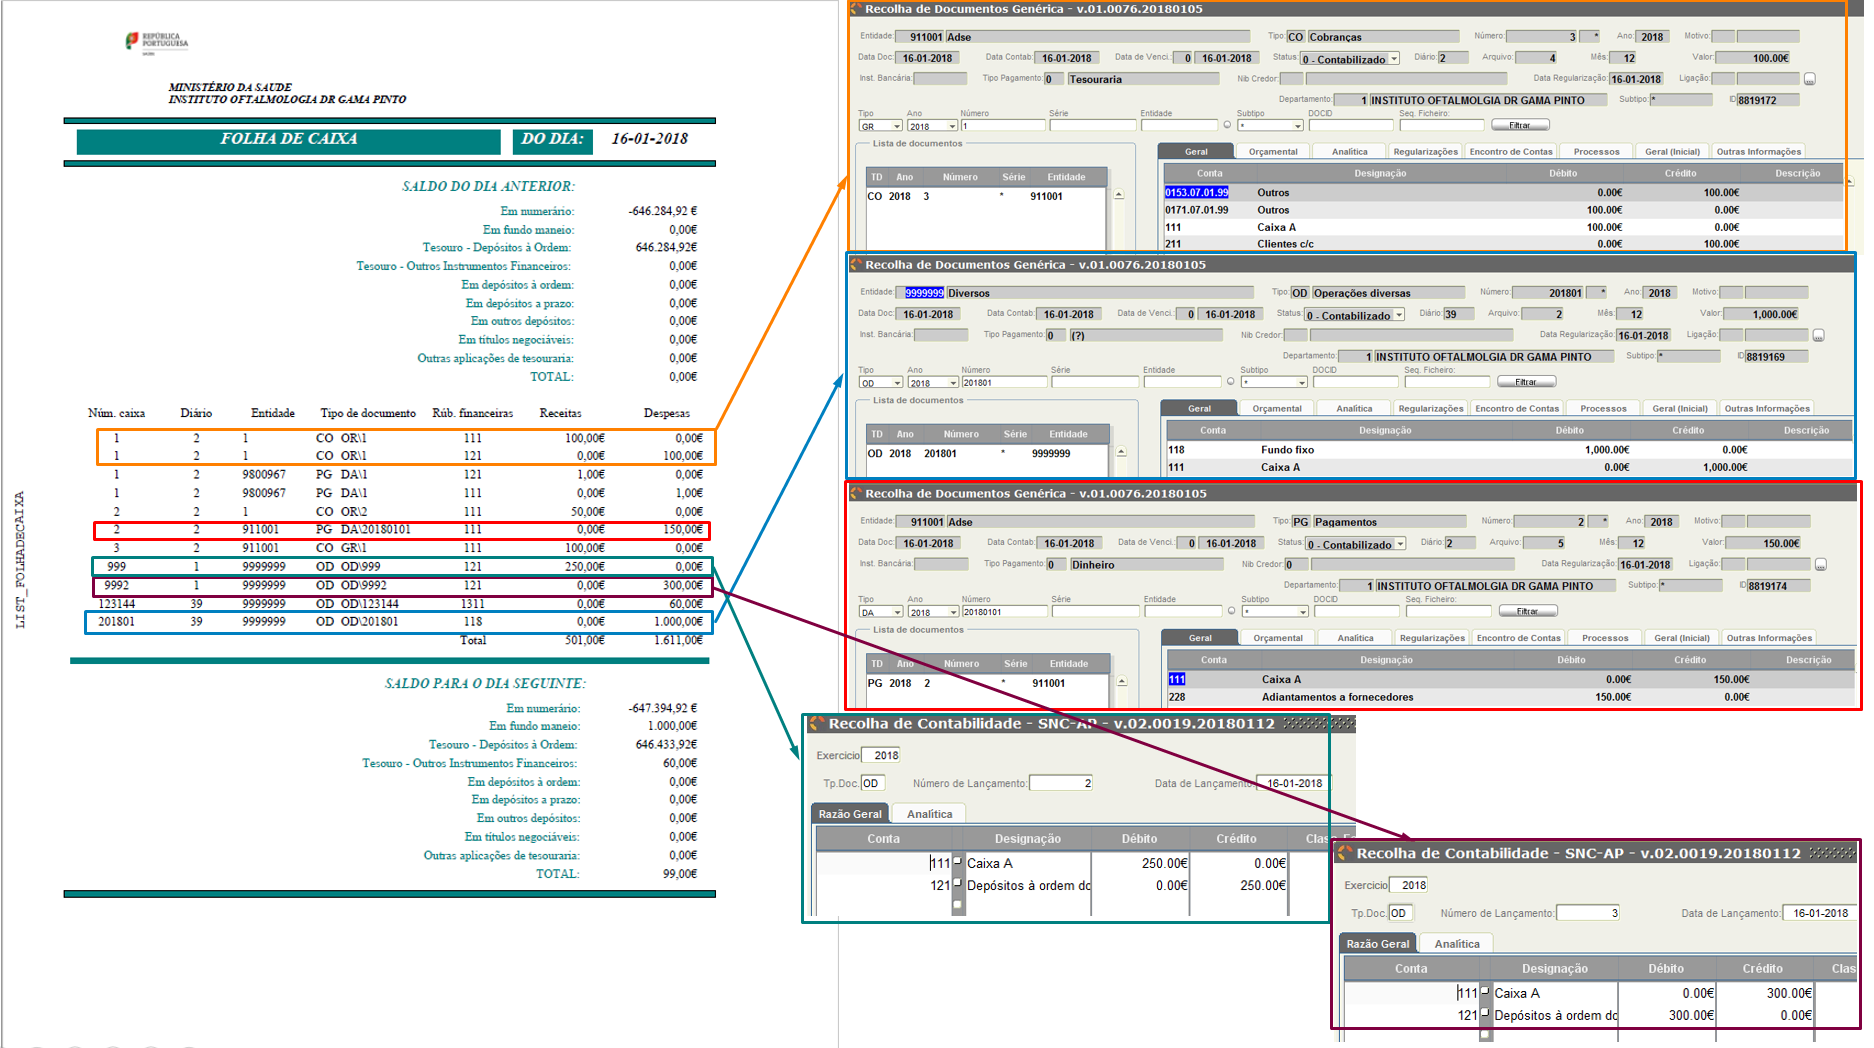 REPÚBLICA
PORTUGUESA
SAÚDE
MINISTÉRIO DA SAUDE
INSTITUTO OFTALMOLOGIA DR GAMA PINTO
FOLHA DE CAIXA DO DIA: 16-01-2018
SALDO DO DIA ANTERIOR:
Em numerário: -646.284,92 €
Em fundo maneio: 0,00€
Tesouro - Depósitos à Ordem: 646.284,92€
Tesouro - Outros Instrumentos Financeiros: 0,00€
Em depósitos à ordem: 0,00€
Em depósitos a prazo: 0,00€
Em outros depósitos: 0,00€
Em títulos negociáveis: 0,00€
Outras aplicações de tesouraria: 0,00€
TOTAL: 0,00€
Núm. caixa Diário Entidade Tipo de documento Rúb. financeiras Receitas Despesas
1 2 1 CO OR\1 111 100,00€ 0,00€
1 2 1 CO OR\1 121 0,00€ 100,00€
1 2 9800967 PG DA\1 121 1,00€ 0,00€
1 2 9800967 PG DA\1 111 0,00€ 1,00€
2 2 1 CO OR\2 111 50,00€ 0,00€
2 2 911001 PG DA\20180101 111 0,00€ 150,00€
3 2 911001 CO GR\1 111 100,00€ 0,00€
999 1 9999999 OD OD\999 121 250,00€ 0,00€
9992 1 9999999 OD OD\9992 121 0,00€ 300,00€
123144 39 9999999 OD OD\123144 1311 0,00€ 60,00€
201801 39 9999999 OD OD\201801 118 0,00€ 1.000,00€
Total 501,00€ 1.611,00€
SALDO PARA O DIA SEGUINTE:
Em numerário: -647.394,92 €
Em fundo maneio: 1.000,00€
Tesouro - Depósitos à Ordem: 646.433,92€
Tesouro - Outros Instrumentos Financeiros: 60,00€
Em depósitos à ordem: 0,00€
Em depósitos a prazo: 0,00€
Em outros depósitos: 0,00€
Em títulos negociáveis: 0,00€
Outras aplicações de tesouraria: 0,00€
TOTAL: 99,00€
LIST_FOLHADECAIXA
Recolha de Documentos Genérica - v.01.0076.20180105
Entidade: 911001 Adse Tipo: CO Cobranças Número: 3 * Ano: 2018 Motivo:
Data Doc: 16-01-2018 Data Contab: 16-01-2018 Data de Venci.: 0 16-01-2018 Status: 0 - Contabilizado Diário: 2 Arquivo: 4 Mês: 12 Valor: 100.00€
Inst. Bancária: Tipo Pagamento: 0 Tesouraria Nib Credor: Data Regularização: 16-01-2018 Ligação: ...
Departamento: 1 INSTITUTO OFTALMOLGIA DR GAMA PINTO Subtipo: * ID 8819172
Tipo Ano Número Série Entidade Subtipo DOCID Seq. Ficheiro:
GR 2018 1 * Filtrar
Lista de documentos
Geral Orçamental Analítica Regularizações Encontro de Contas Processos Geral (Inicial) Outras Informações
TD Ano Número Série Entidade
CO 2018 3 * 911001
Conta Designação Débito Crédito Descrição
0153.07.01.99 Outros 0.00€ 100.00€
0171.07.01.99 Outros 100.00€ 0.00€
111 Caixa A 100.00€ 0.00€
211 Clientes c/c 0.00€ 100.00€
Recolha de Documentos Genérica - v.01.0076.20180105
Entidade: 9999999 Diversos Tipo: OD Operações diversas Número: 201801 * Ano: 2018 Motivo:
Data Doc: 16-01-2018 Data Contab: 16-01-2018 Data de Venci.: 0 16-01-2018 Status: 0 - Contabilizado Diário: 39 Arquivo: 2 Mês: 12 Valor: 1,000.00€
Inst. Bancária: Tipo Pagamento: 0 (?) Nib Credor: Data Regularização: 16-01-2018 Ligação: ...
Departamento: 1 INSTITUTO OFTALMOLGIA DR GAMA PINTO Subtipo: * ID 8819169
Tipo Ano Número Série Entidade Subtipo DOCID Seq. Ficheiro:
OD 2018 201801 * Filtrar
Lista de documentos
Geral Orçamental Analítica Regularizações Encontro de Contas Processos Geral (Inicial) Outras Informações
TD Ano Número Série Entidade
OD 2018 201801 * 9999999
Conta Designação Débito Crédito Descrição
118 Fundo fixo 1,000.00€ 0.00€
111 Caixa A 0.00€ 1,000.00€
Recolha de Documentos Genérica - v.01.0076.20180105
Entidade: 911001 Adse Tipo: PG Pagamentos Número: 2 * Ano: 2018 Motivo:
Data Doc: 16-01-2018 Data Contab: 16-01-2018 Data de Venci.: 0 16-01-2018 Status: 0 - Contabilizado Diário: 2 Arquivo: 5 Mês: 12 Valor: 150.00€
Inst. Bancária: Tipo Pagamento: 0 Dinheiro Nib Credor: 0 Data Regularização: 16-01-2018 Ligação: ...
Departamento: 1 INSTITUTO OFTALMOLGIA DR GAMA PINTO Subtipo: * ID 8819174
Tipo Ano Número Série Entidade Subtipo DOCID Seq. Ficheiro:
DA 2018 20180101 * Filtrar
Lista de documentos
Geral Orçamental Analítica Regularizações Encontro de Contas Processos Geral (Inicial) Outras Informações
TD Ano Número Série Entidade
PG 2018 2 * 911001
Conta Designação Débito Crédito Descrição
111 Caixa A 0.00€ 150.00€
228 Adiantamentos a fornecedores 150.00€ 0.00€
Recolha de Contabilidade - SNC-AP - v.02.0019.20180112
Exercicio 2018
Tp.Doc. OD Número de Lançamento: 2 Data de Lançamento: 16-01-2018
Razão Geral Analítica
Conta Designação Débito Crédito
111 Caixa A 250.00€ 0.00€
121 Depósitos à ordem do 0.00€ 250.00€
Recolha de Contabilidade - SNC-AP - v.02.0019.20180112
Exercicio 2018
Tp.Doc. OD Número de Lançamento: 3 Data de Lançamento: 16-01-2018
Razão Geral Analítica
Conta Designação Débito Crédito Clas
111 Caixa A 0.00€ 300.00€
121 Depósitos à ordem do 300.00€ 0.00€